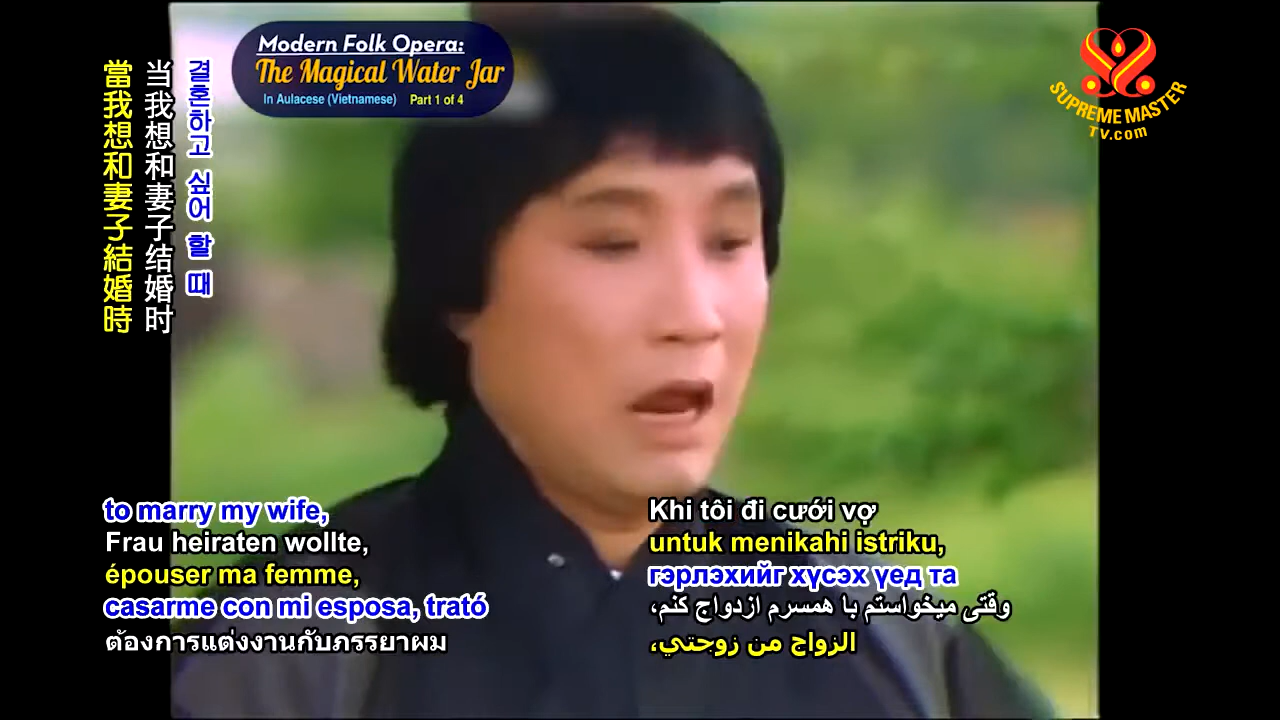 Modern Folk Opera:
The Magical Water Jar
In Aulacese (Vietnamese) Part 1 of 4
SUPREME MASTER
TV.com
當我想和妻子結婚時
当我想和妻子结婚时
결혼하고 싶어 할 때
to marry my wife,
Frau heiraten wollte,
épouser ma femme,
casarme con mi esposa, trató
ต้องการแต่งงานกับภรรยาผม
Khi tôi đi cưới vợ
untuk menikahi istriku,
гэрлэхийг хүсэх үед та
وقتی میخواستم با همسرم ازدواج کنم،
الزواج من زوجتي،